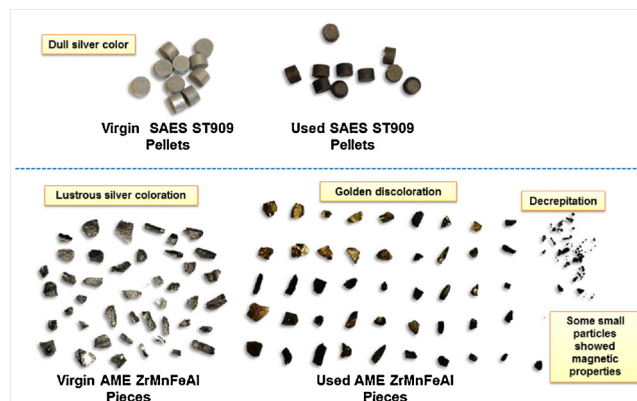 Dull silver color
Virgin SAES ST909
Pellets
Used SAES ST909
Pellets
Lustrous silver coloration
Golden discoloration
Decrepitation
Some small
particles
showed
magnetic
properties
Virgin AME ZrMnFeAl
Pieces
Used AME ZrMnFeAl
Pieces